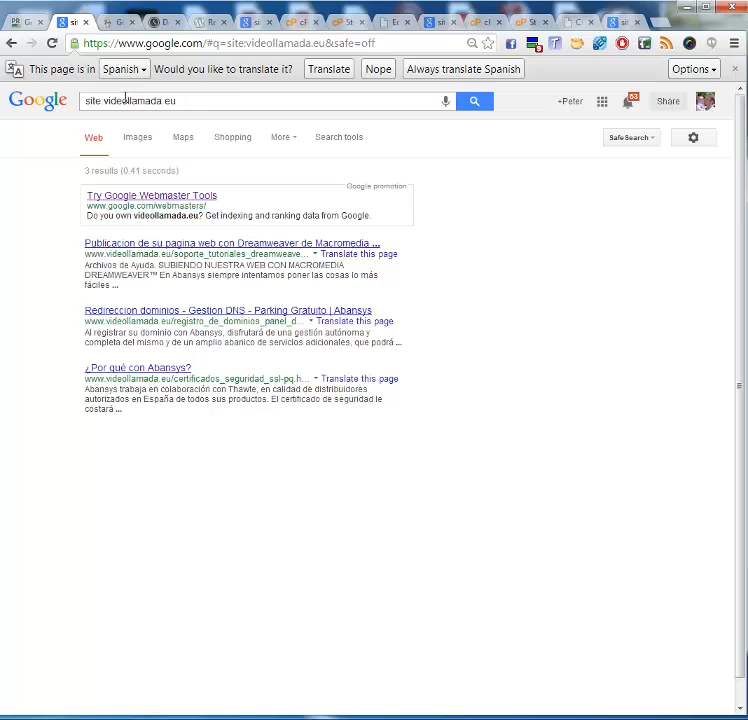 https://www.google.com/#q=site:videollamada.eu&safe=off
This page is in Spanish Would you like to translate it? Translate Nope Always translate Spanish Options
Google site:videollamada.eu +Peter 53 Share
Web Images Maps Shopping More Search tools SafeSearch
3 results (0.41 seconds)
Google promotion
Try Google Webmaster Tools
www.google.com/webmasters/
Do you own videollamada.eu? Get indexing and ranking data from Google.
Publicacion de su pagina web con Dreamweaver de Macromedia ...
www.videollamada.eu/soporte_tutoriales_dreamweave... Translate this page
Archivos de Ayuda. SUBIENDO NUESTRA WEB CON MACROMEDIA
DREAMWEAVER™ En Abansys siempre intentamos poner las cosas lo más
fáciles ...
Redireccion dominios - Gestion DNS - Parking Gratuito | Abansys
www.videollamada.eu/registro_de_dominios_panel_d... Translate this page
Al registrar su dominio con Abansys, disfrutará de una gestión autónoma y
completa del mismo y de un amplio abanico de servicios adicionales, que podrá ...
¿Por qué con Abansys?
www.videollamada.eu/certificados_seguridad_ssl-pq.h... Translate this page
Abansys trabaja en colaboración con Thawte, en calidad de distribuidores
autorizados en España de todos sus productos. El certificado de seguridad le
costará ...